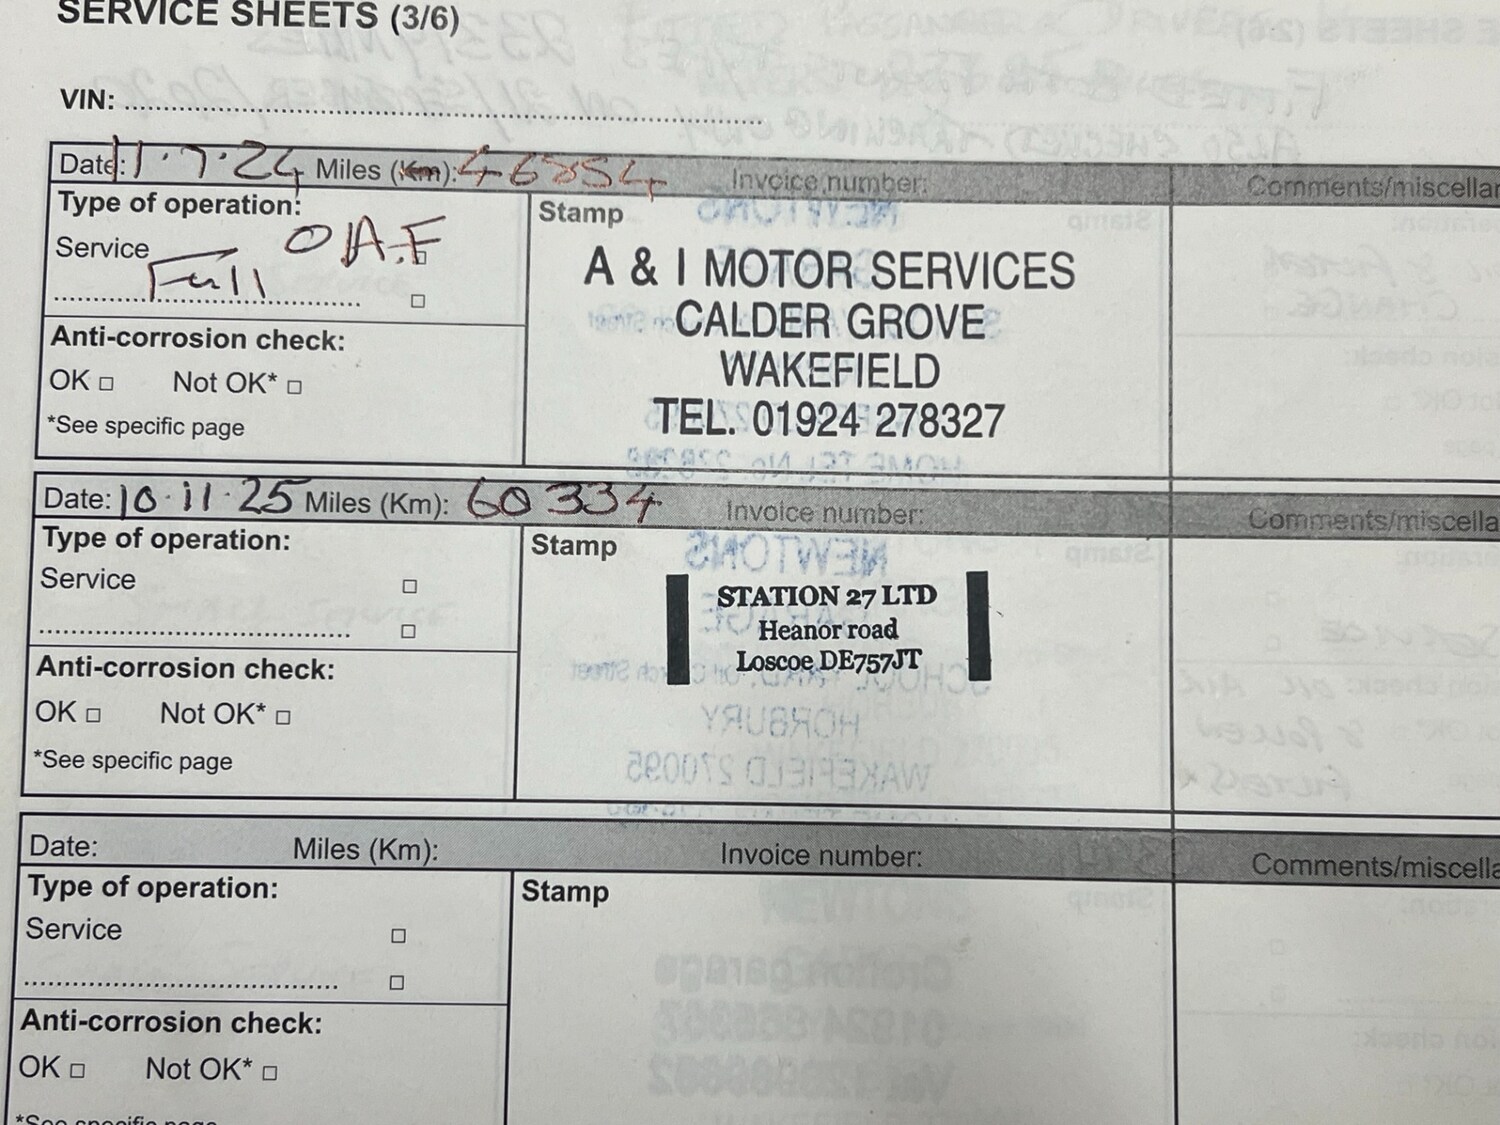 SERVICE SHEETS (3/6)
VIN:
Date: 11.7.24 Miles (Km): 46854 Invoice number: Comments/miscellan
Type of operation:
Service O A.F
Full
Stamp
A & I MOTOR SERVICES
CALDER GROVE
WAKEFIELD
TEL. 01924 278327
Anti-corrosion check:
OK □ Not OK* □
*See specific page
Date: 10.11.25 Miles (Km): 60334 Invoice number: Comments/miscella
Type of operation:
Service
Stamp
STATION 27 LTD
Heanor road
Loscoe DE757JT
Anti-corrosion check:
OK □ Not OK* □
*See specific page
Date: Miles (Km): Invoice number: Comments/miscella
Type of operation:
Service
Stamp
Anti-corrosion check:
OK □ Not OK* □
*See specific page